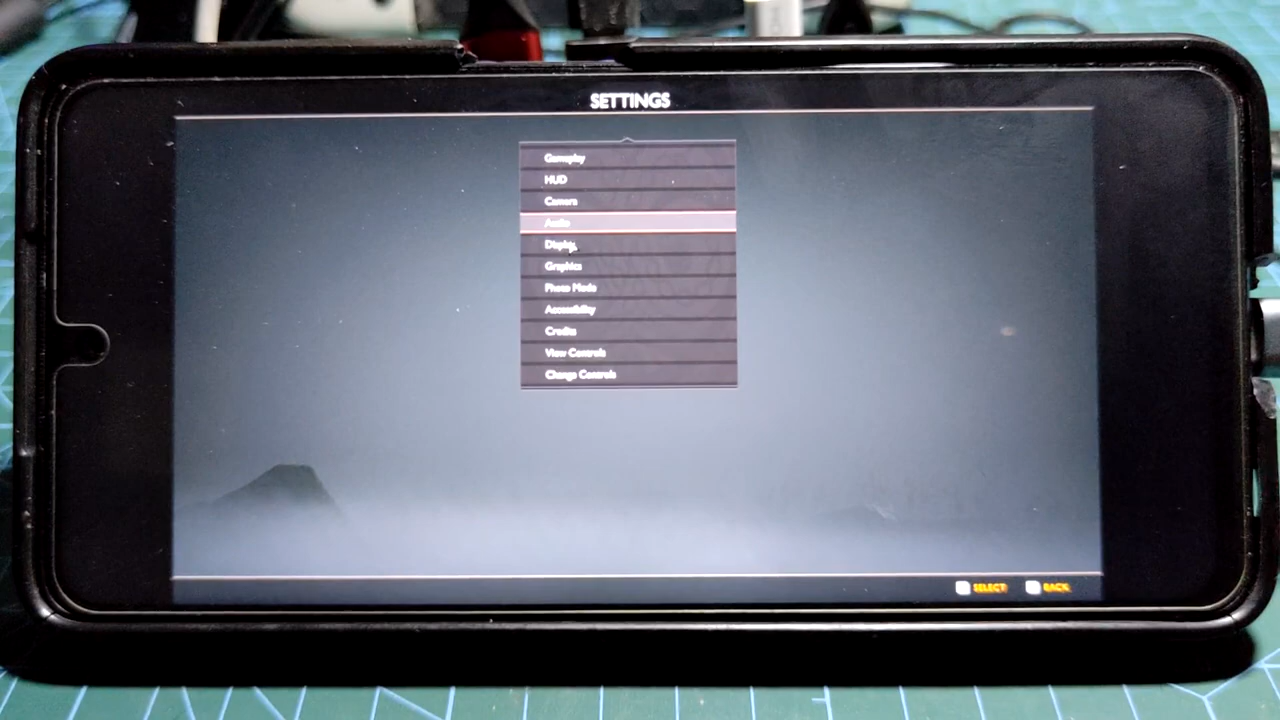 SETTINGS
Gameplay
HUD
Camera
Audio
Display
Graphics
Photo Mode
Accessibility
Credits
View Controls
Change Controls
SELECT BACK